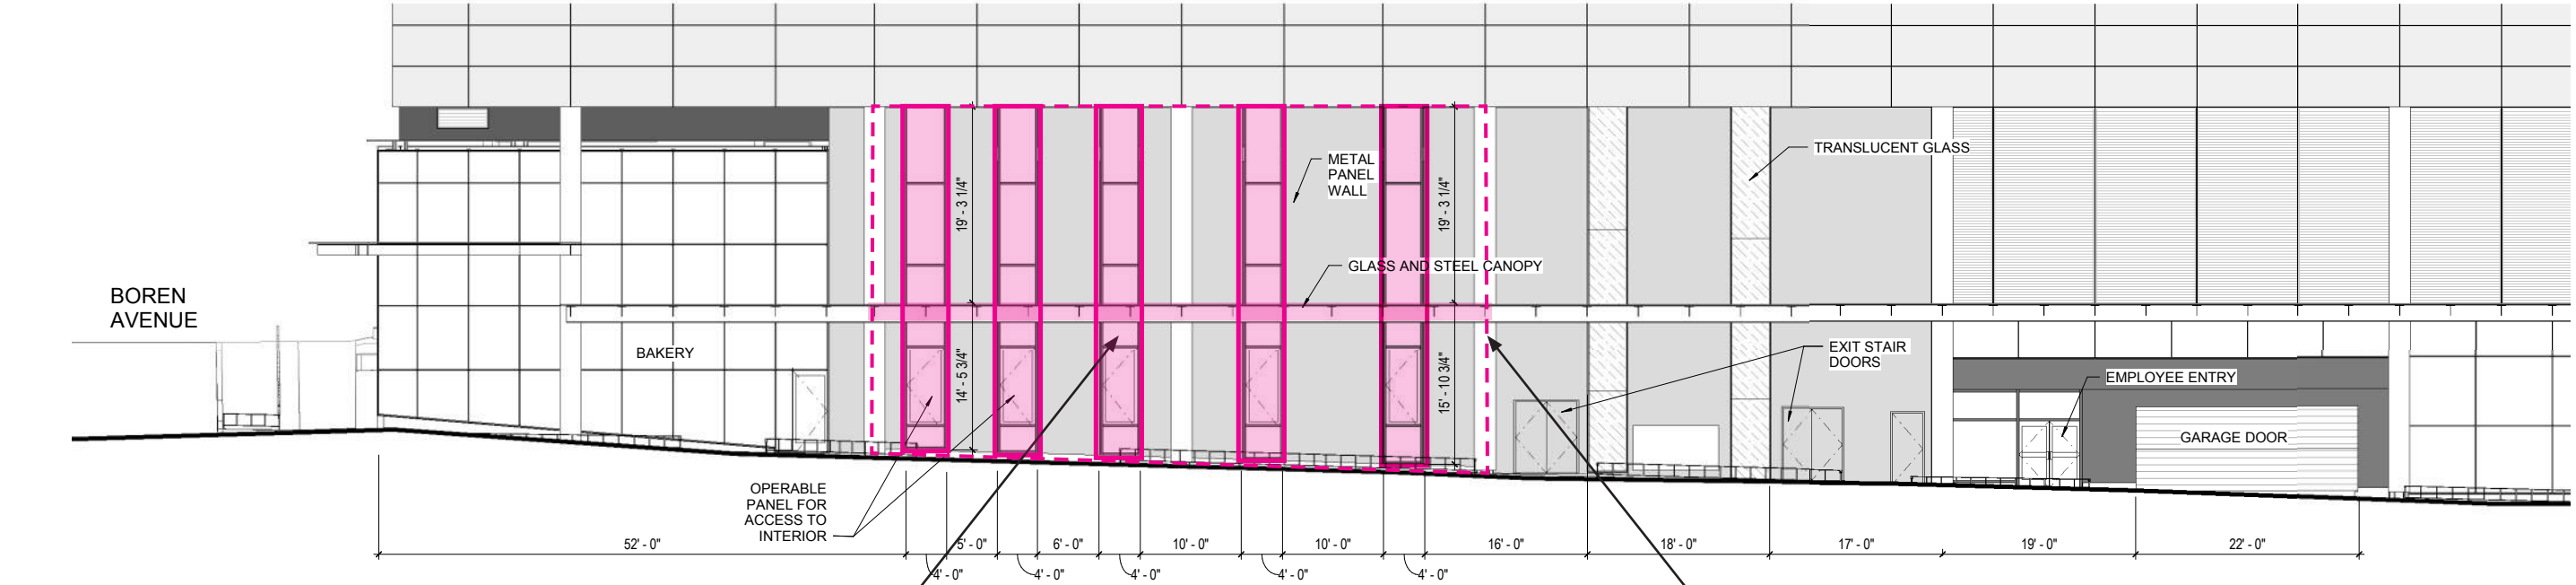 METAL
PANEL
WALL
TRANSLUCENT GLASS
19' - 3 1/4"
19' - 3 1/4"
GLASS AND STEEL CANOPY
BOREN
AVENUE
BAKERY
14' - 5 3/4"
15' - 10 3/4"
EXIT STAIR
DOORS
EMPLOYEE ENTRY
GARAGE DOOR
OPERABLE
PANEL FOR
ACCESS TO
INTERIOR
52' - 0"
5' - 0"
6' - 0"
10' - 0"
10' - 0"
16' - 0"
18' - 0"
17' - 0"
19' - 0"
22' - 0"
4' - 0"
4' - 0"
4' - 0"
4' - 0"
4' - 0"